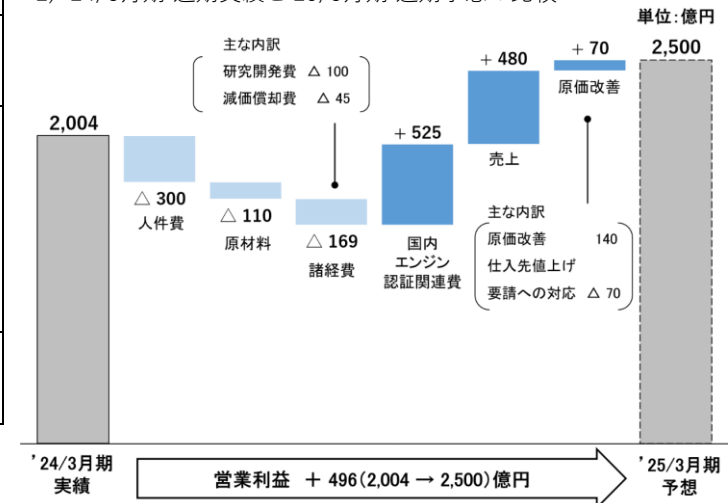 単位：億円
2,004
主な内訳
研究開発費 △ 100
減価償却費 △ 45
△ 300
人件費
△ 110
原材料
△ 169
諸経費
+ 525
国内
エンジン
認証関連費
+ 480
売上
+ 70
原価改善
主な内訳
原価改善 140
仕入先値上げ
要請への対応 △ 70
2,500
'24/3月期
実績
営業利益 + 496(2,004 → 2,500)億円
'25/3月期
予想